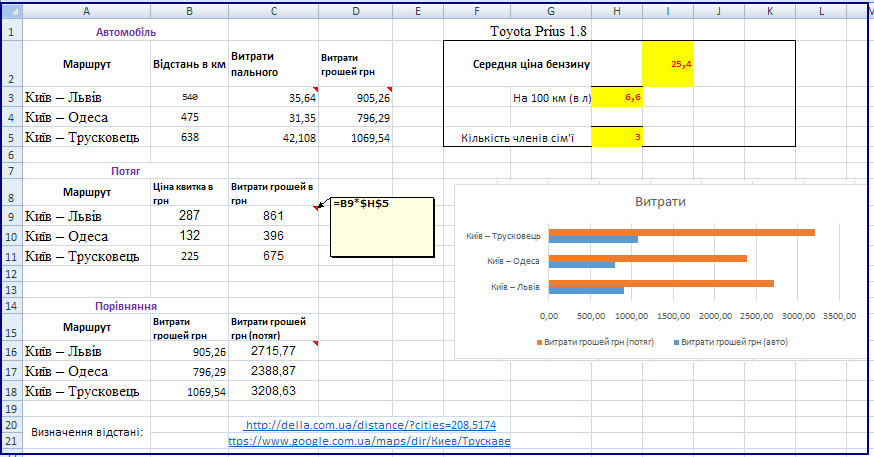 A B C D E F G H I J K L
1 Автомобіль Toyota Prius 1.8
2 Маршрут Відстань в км Витрати пального Витрати грошей грн Середня ціна бензину 25,4
3 Київ – Львів 540 35,64 905,26 На 100 км (в л) 6,6
4 Київ – Одеса 475 31,35 796,29
5 Київ – Трусковець 638 42,108 1069,54 Кількість членів сім'ї 3
6
7 Потяг
8 Маршрут Ціна квитка в грн Витрати грошей в грн
9 Київ – Львів 287 861 =B9*$H$5
10 Київ – Одеса 132 396
11 Київ – Трусковець 225 675
12
13
14 Порівняння
15 Маршрут Витрати грошей грн Витрати грошей грн (потяг)
16 Київ – Львів 905,26 2715,77
17 Київ – Одеса 796,29 2388,87
18 Київ – Трусковець 1069,54 3208,63
19
20 Визначення відстані: http://della.com.ua/distance/?cities=208,5174
21 ttps://www.google.com.ua/maps/dir/Киев/Трускаве
Витрати
Київ – Трусковець
Київ – Одеса
Київ – Львів
0,00 500,00 1000,00 1500,00 2000,00 2500,00 3000,00 3500,00
Витрати грошей грн (потяг) Витрати грошей грн (авто)